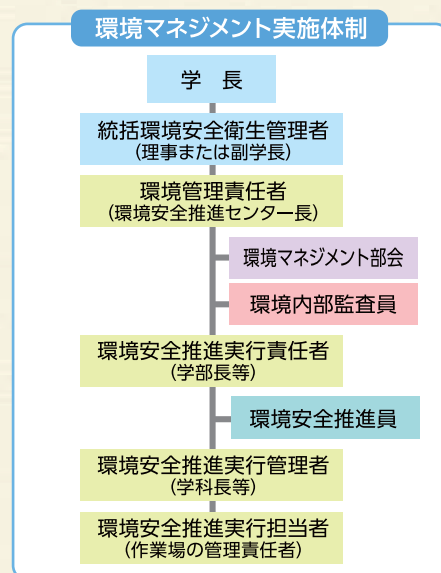 環境マネジメント実施体制
学 長
統括環境安全衛生管理者
(理事または副学長)
環境管理責任者
(環境安全推進センター長)
環境マネジメント部会
環境内部監査員
環境安全推進実行責任者
(学部長等)
環境安全推進員
環境安全推進実行管理者
(学科長等)
環境安全推進実行担当者
(作業場の管理責任者)